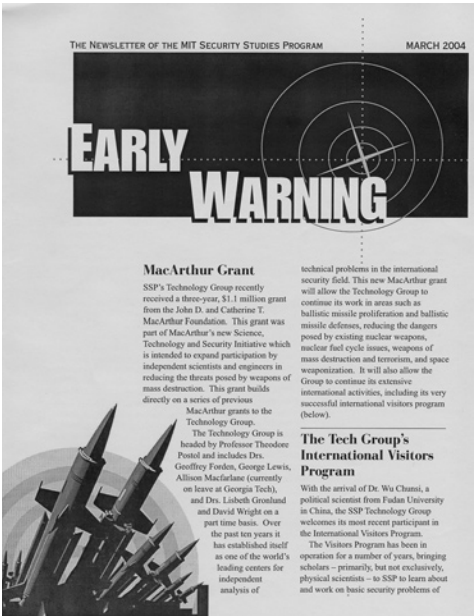 THE NEWSLETTER OF THE MIT SECURITY STUDIES PROGRAM
MARCH 2004
EARLY
WARNING
MacArthur Grant
SSP's Technology Group recently
received a three-year, $1.1 million grant
from the John D. and Catherine T.
MacArthur Foundation. This grant was
part of MacArthur's new Science,
Technology and Security Initiative which
is intended to expand participation by
independent scientists and engineers in
reducing the threats posed by weapons of
mass destruction. This grant builds
directly on a series of previous
MacArthur grants to the
Technology Group.
The Technology Group is
headed by Professor Theodore
Postol and includes Drs.
Geoffrey Forden, George Lewis,
Allison Macfarlane (currently
on leave at Georgia Tech),
and Drs. Lisbeth Gronlund
and David Wright on a
part time basis. Over
the past ten years it
has established itself
as one of the world's
leading centers for
independent
analysis of
technical problems in the international
security field. This new MacArthur grant
will allow the Technology Group to
continue its work in areas such as
ballistic missile proliferation and ballistic
missile defenses, reducing the dangers
posed by existing nuclear weapons,
nuclear fuel cycle issues, weapons of
mass destruction and terrorism, and space
weaponization. It will also allow the
Group to continue its extensive
international activities, including its very
successful international visitors program
(below).
The Tech Group's
International Visitors
Program
With the arrival of Dr. Wu Chunsi, a
political scientist from Fudan University
in China, the SSP Technology Group
welcomes its most recent participant in
the International Visitors Program.
The Visitors Program has been in
operation for a number of years, bringing
scholars – primarily, but not exclusively,
physical scientists – to SSP to learn about
and work on basic security problems of